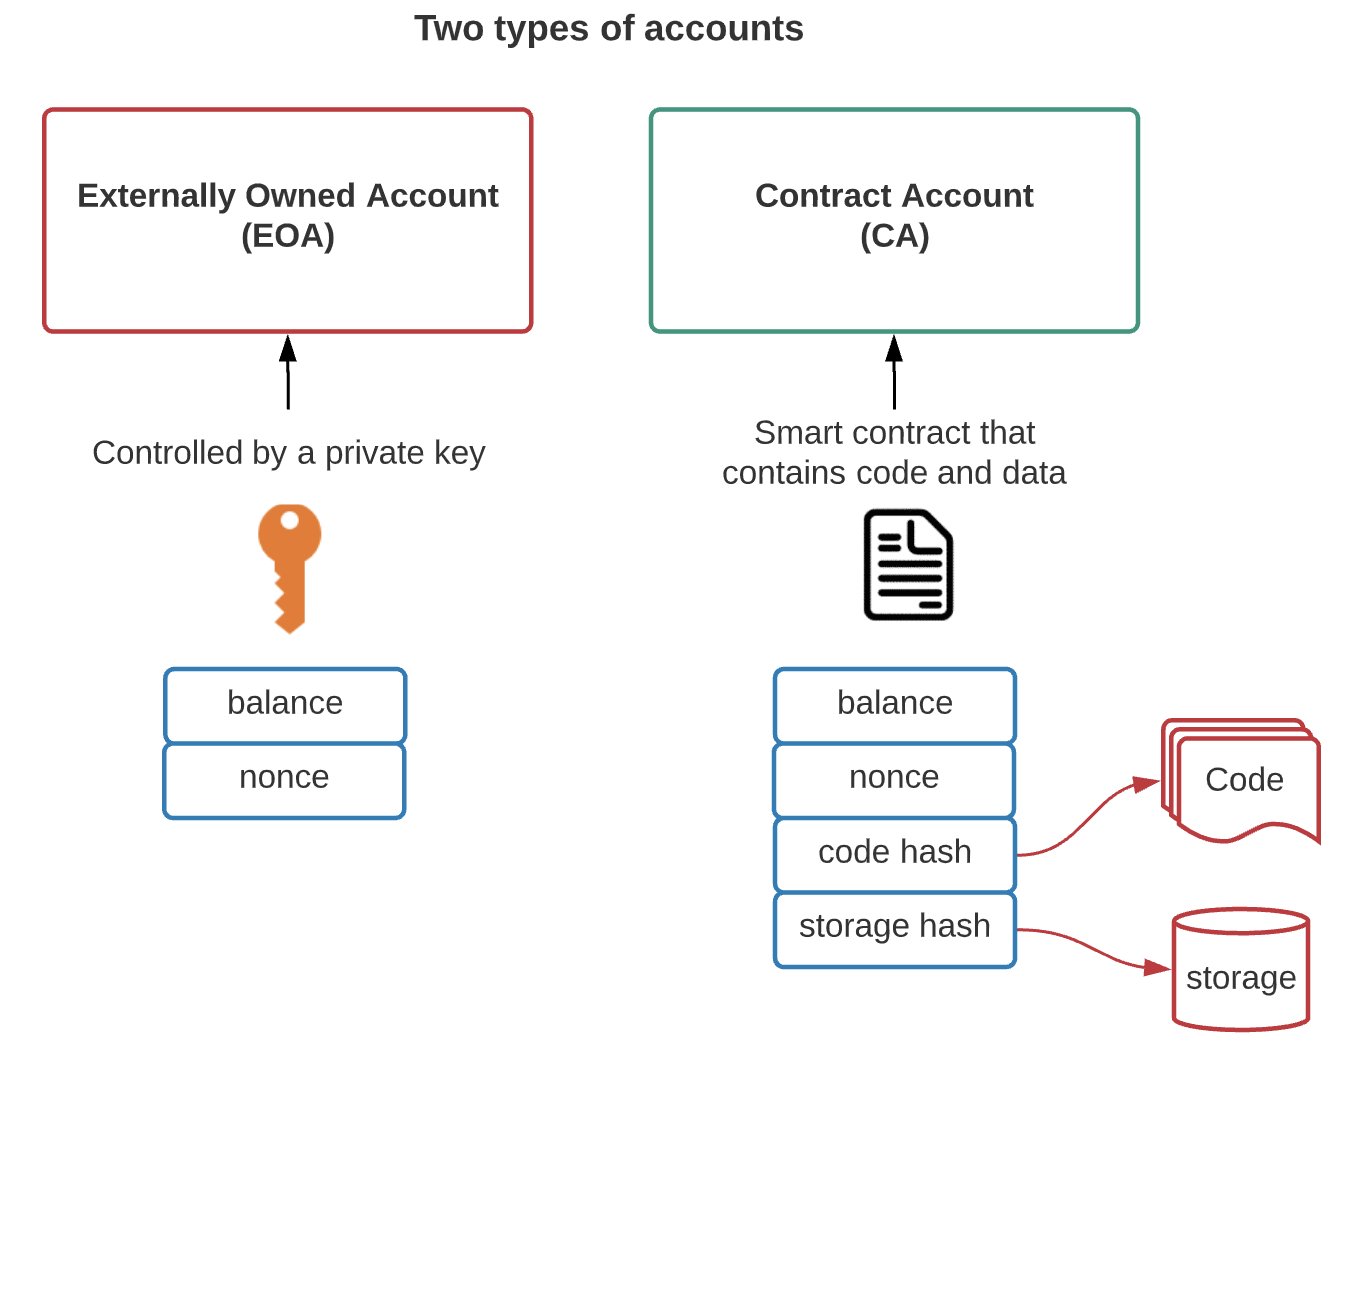 Two types of accounts
Externally Owned Account
(EOA)
Controlled by a private key
balance
nonce
Contract Account
(CA)
Smart contract that
contains code and data
balance
nonce
code hash
storage hash
Code
storage